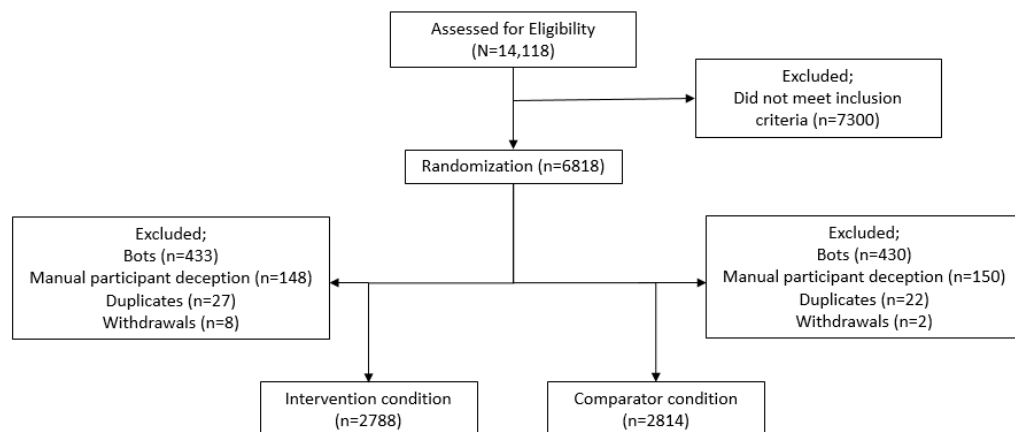 Assessed for Eligibility
(N=14,118)
Excluded;
Did not meet inclusion
criteria (n=7300)
Randomization (n=6818)
Excluded;
Bots (n=433)
Manual participant deception (n=148)
Duplicates (n=27)
Withdrawals (n=8)
Excluded;
Bots (n=430)
Manual participant deception (n=150)
Duplicates (n=22)
Withdrawals (n=2)
Intervention condition
(n=2788)
Comparator condition
(n=2814)